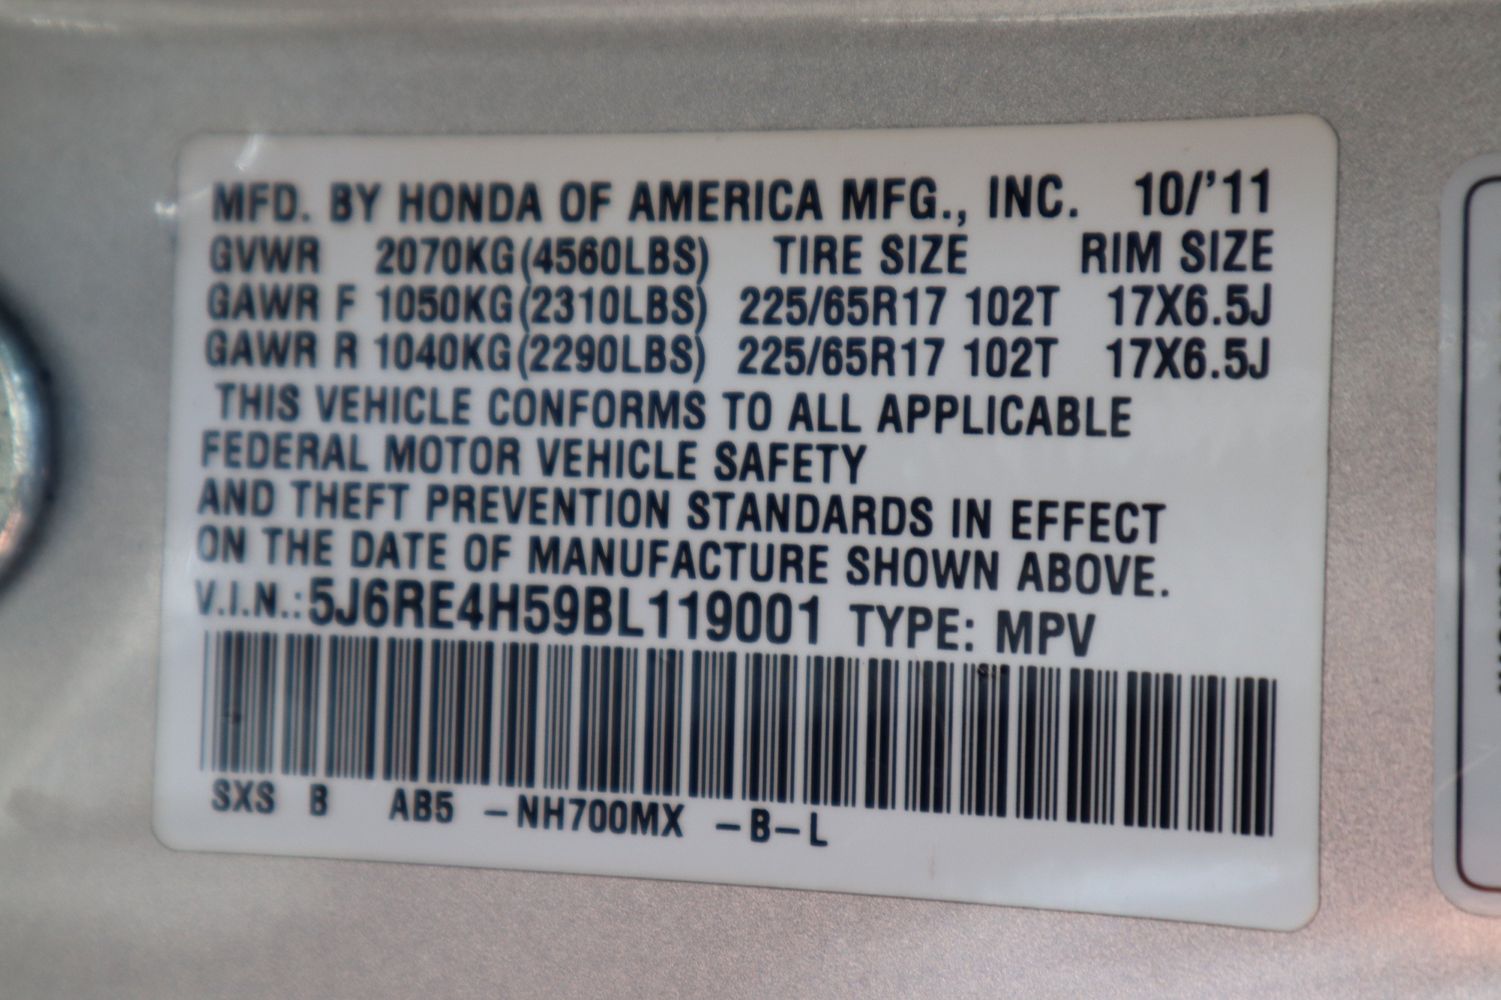 MFD. BY HONDA OF AMERICA MFG., INC. 10/'11
GVWR 2070KG(4560LBS) TIRE SIZE RIM SIZE
GAWR F 1050KG(2310LBS) 225/65R17 102T 17X6.5J
GAWR R 1040KG(2290LBS) 225/65R17 102T 17X6.5J
THIS VEHICLE CONFORMS TO ALL APPLICABLE
FEDERAL MOTOR VEHICLE SAFETY
AND THEFT PREVENTION STANDARDS IN EFFECT
ON THE DATE OF MANUFACTURE SHOWN ABOVE.
V.I.N.: 5J6RE4H59BL119001 TYPE: MPV
SXS B AB5 -NH700MX -B-L